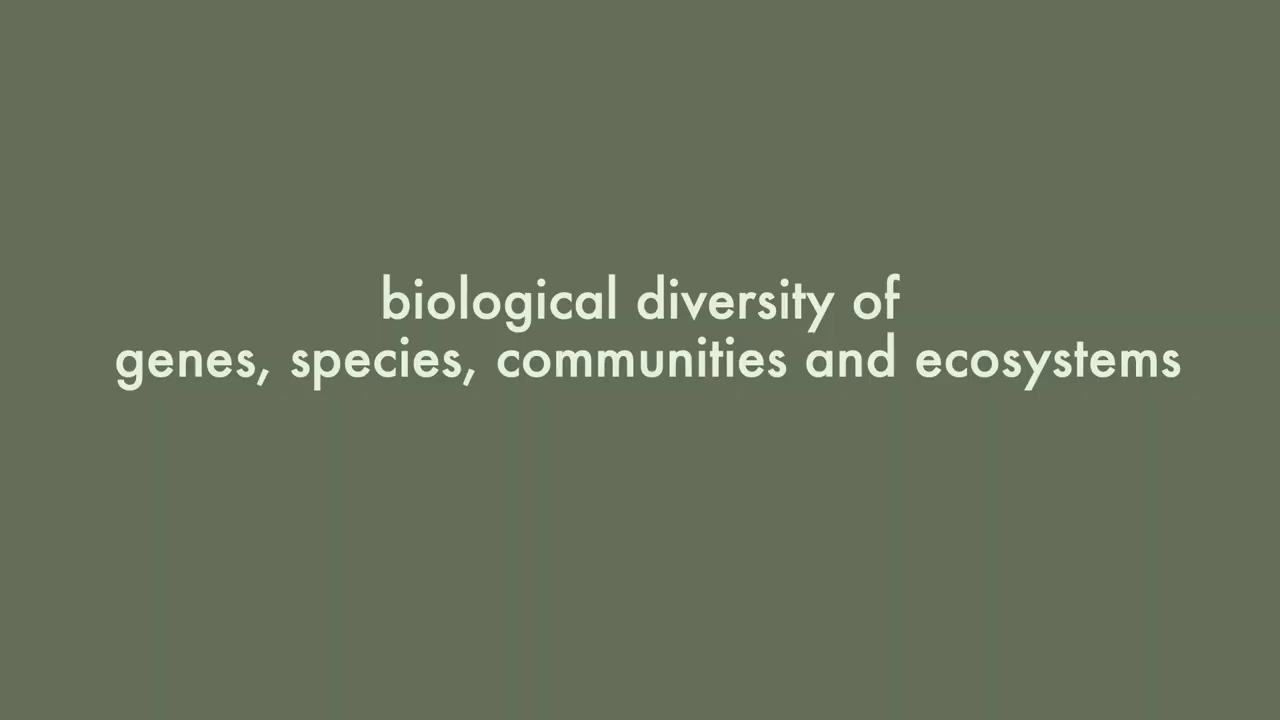 biological diversity of
genes, species, communities and ecosystems